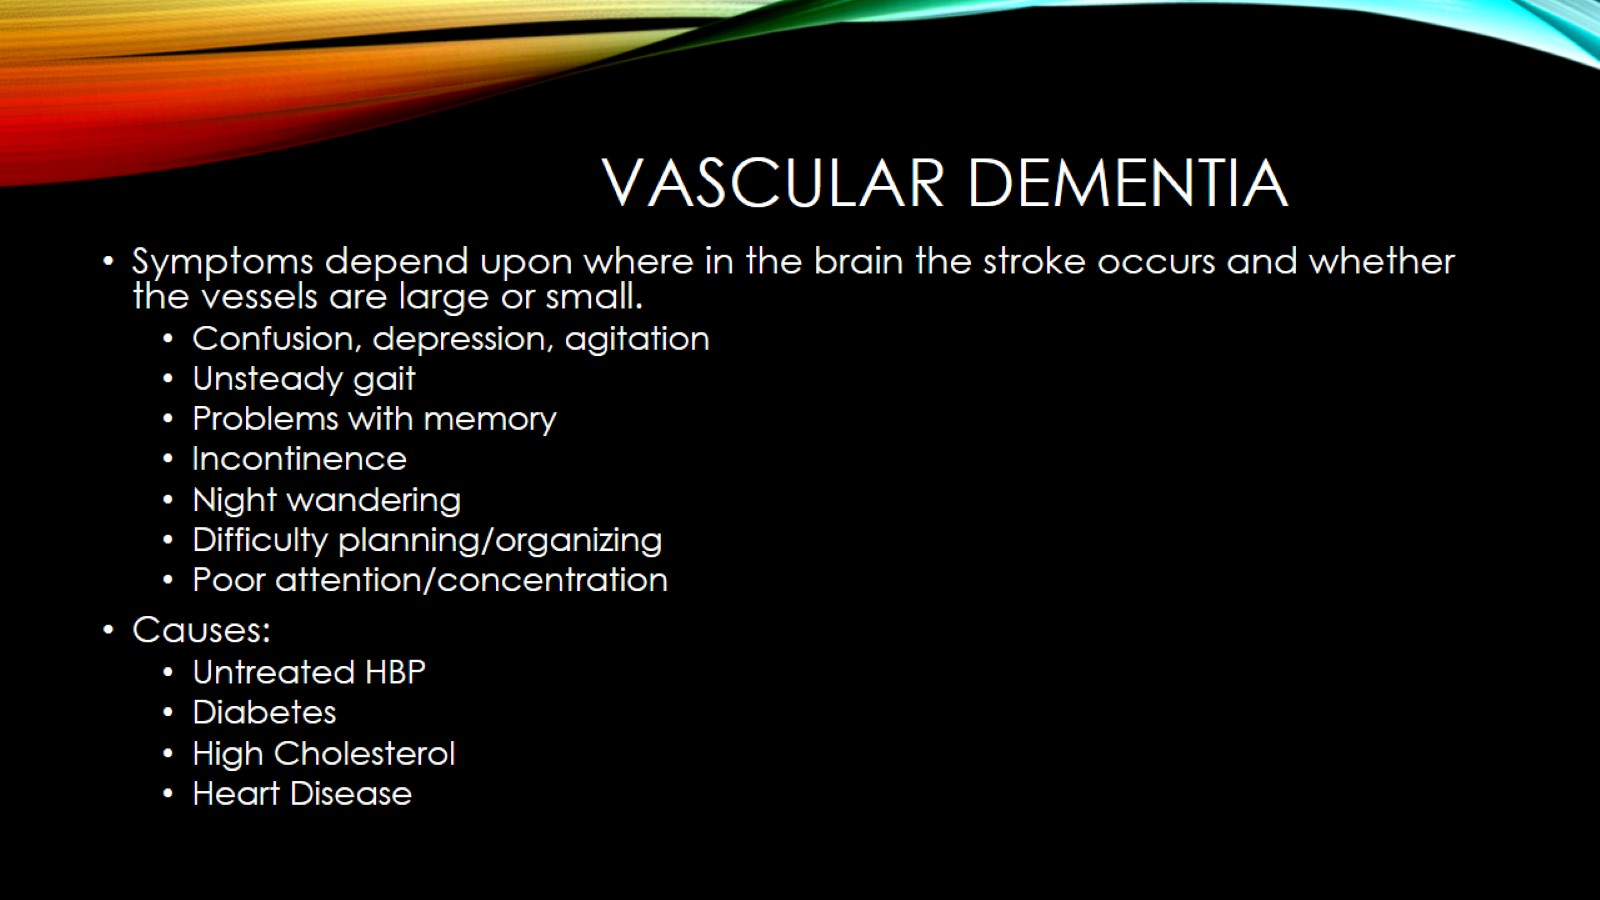 VASCULAR DEMENTIA
• Symptoms depend upon where in the brain the stroke occurs and whether
the vessels are large or small.
• Confusion, depression, agitation
• Unsteady gait
• Problems with memory
• Incontinence
• Night wandering
• Difficulty planning/organizing
• Poor attention/concentration
• Causes:
• Untreated HBP
• Diabetes
• High Cholesterol
• Heart Disease